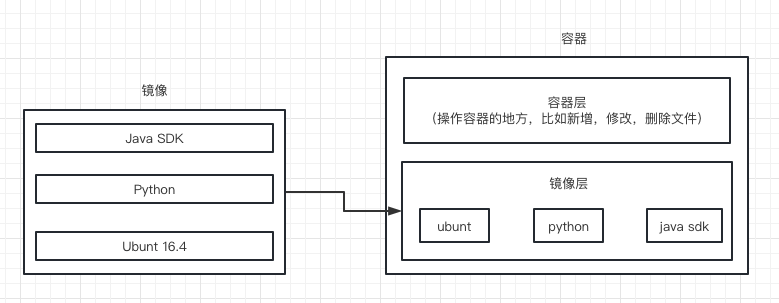 镜像
Java SDK
Python
Ubunt 16.4
容器
容器层
（操作容器的地方，比如新增，修改，删除文件）
镜像层
ubunt
python
java sdk